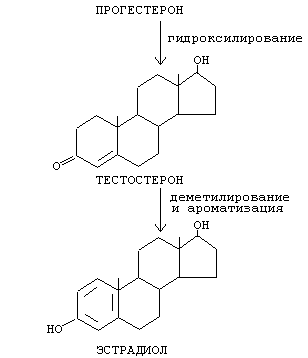 ПРОГЕСТЕРОН
гидроксилирование
OH
O
ТЕСТОСТЕРОН
деметилирование
и ароматизация
OH
HO
ЭСТРАДИОЛ